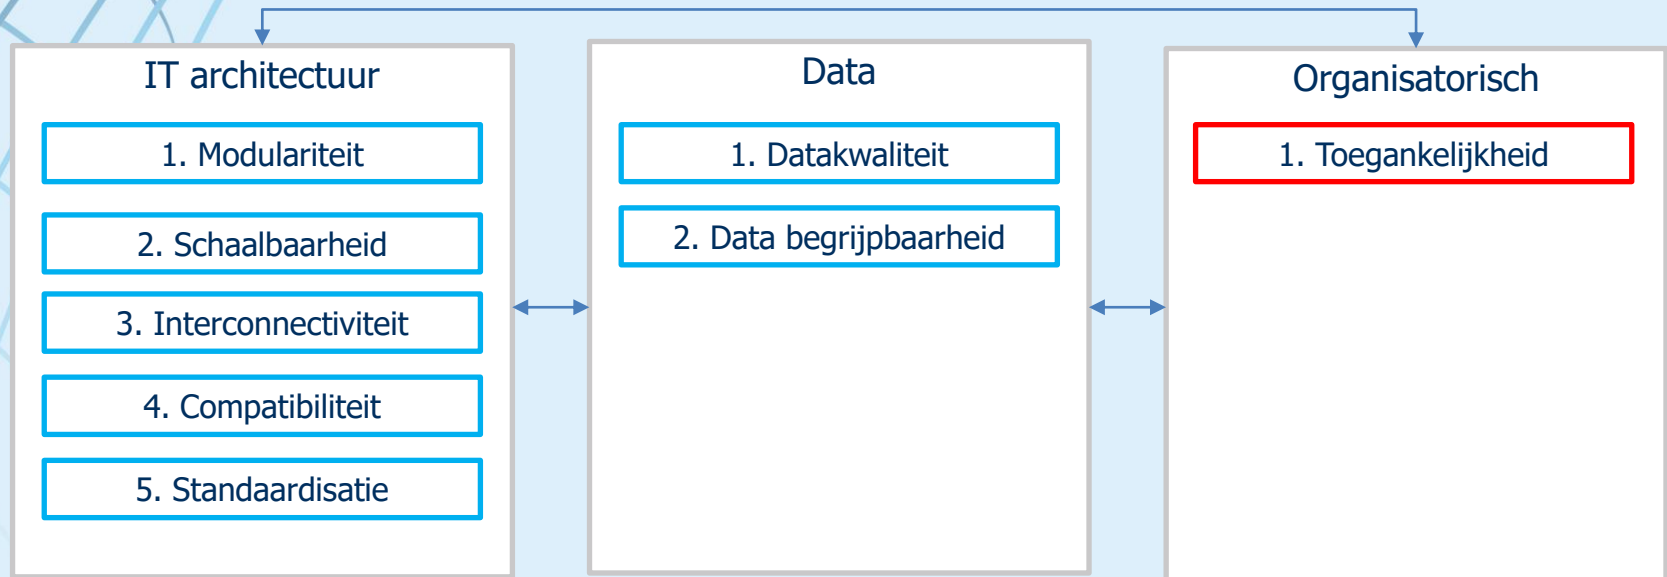 IT architectuur
1. Modulariteit
2. Schaalbaarheid
3. Interconnectiviteit
4. Compatibiliteit
5. Standaardisatie
Data
1. Datakwaliteit
2. Data begrijpbaarheid
Organisatorisch
1. Toegankelijkheid